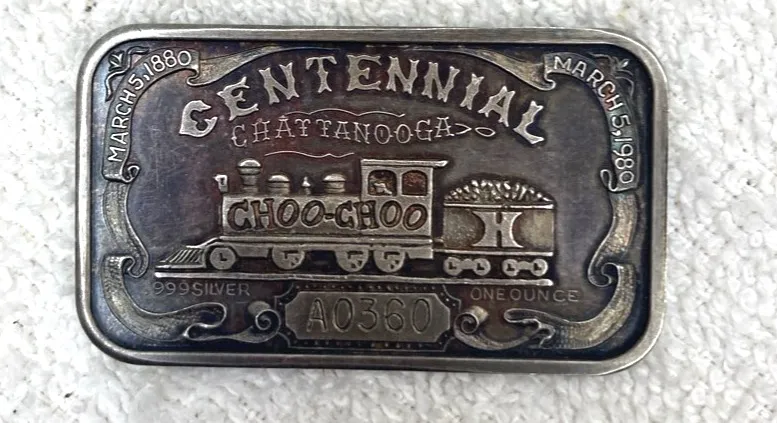 MARCH 5, 1880
MARCH 5, 1980
CENTENNIAL
CHATTANOOGA
CHOO-CHOO
H
.999 SILVER
ONE OUNCE
A0360